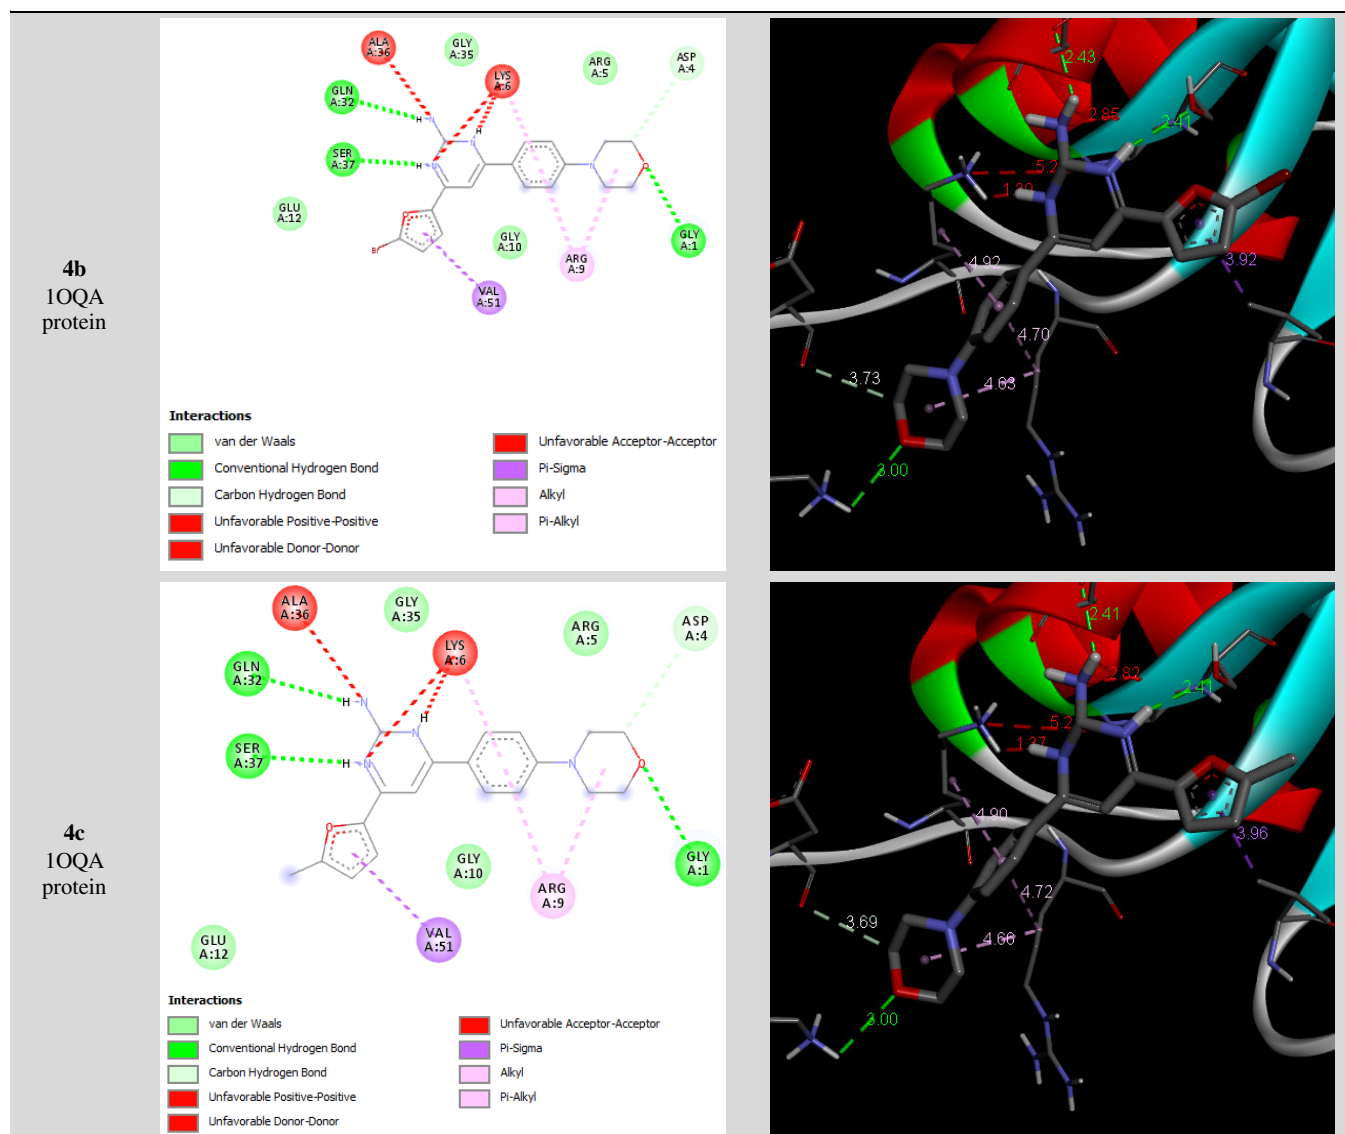 4b
1OQA
protein
ALA
A:36
GLY
A:35
LYS
A:6
ARG
A:5
ASP
A:4
GLN
A:32
SER
A:37
GLU
A:12
GLY
A:10
ARG
A:9
GLY
A:1
VAL
A:51
H
N
H
N
H
N
N
O
O
Br
Interactions
van der Waals
Conventional Hydrogen Bond
Carbon Hydrogen Bond
Unfavorable Positive-Positive
Unfavorable Donor-Donor
Unfavorable Acceptor-Acceptor
Pi-Sigma
Alkyl
Pi-Alkyl
2.43
2.85
2.41
5.2
1.39
4.92
3.92
4.70
3.73
4.63
3.00
4c
1OQA
protein
ALA
A:36
GLY
A:35
LYS
A:6
ARG
A:5
ASP
A:4
GLN
A:32
SER
A:37
GLY
A:10
ARG
A:9
GLY
A:1
VAL
A:51
GLU
A:12
H
N
H
N
H
N
N
O
O
Interactions
van der Waals
Conventional Hydrogen Bond
Carbon Hydrogen Bond
Unfavorable Positive-Positive
Unfavorable Donor-Donor
Unfavorable Acceptor-Acceptor
Pi-Sigma
Alkyl
Pi-Alkyl
2.41
2.82
2.41
5.2
1.37
4.90
3.96
4.72
3.69
4.66
3.00